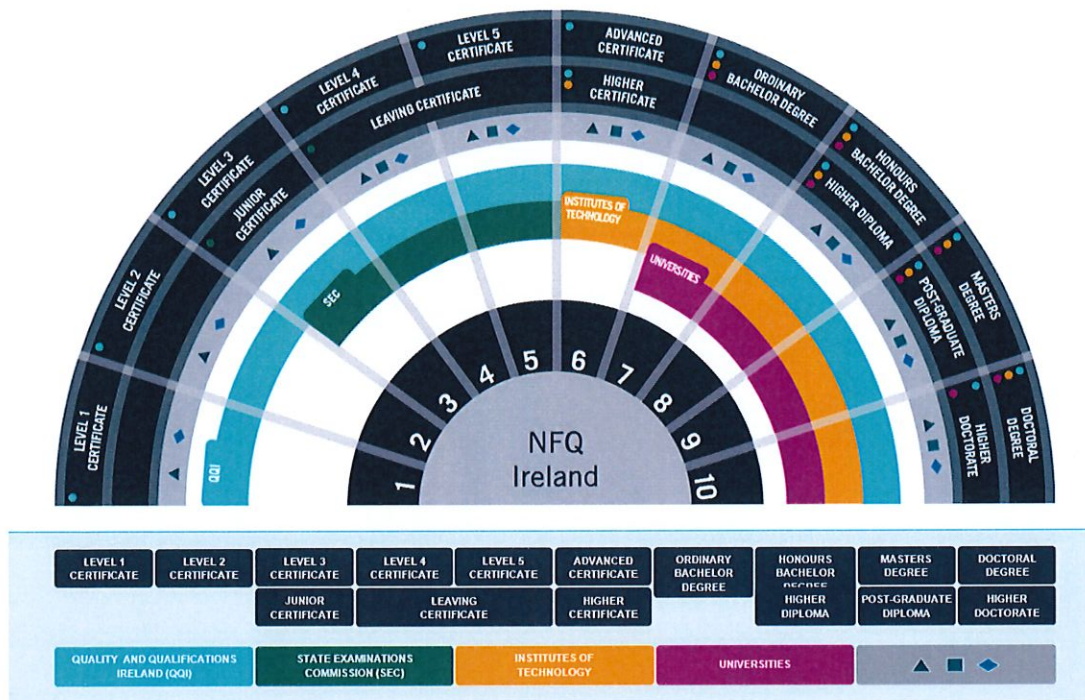 LEVEL 1
CERTIFICATE
LEVEL 2
CERTIFICATE
LEVEL 3
CERTIFICATE
JUNIOR
CERTIFICATE
LEVEL 4
CERTIFICATE
LEVEL 5
CERTIFICATE
LEAVING CERTIFICATE
ADVANCED
CERTIFICATE
HIGHER
CERTIFICATE
ORDINARY
BACHELOR DEGREE
HONOURS
BACHELOR DEGREE
HIGHER DIPLOMA
MASTERS
DEGREE
POST-GRADUATE
DIPLOMA
DOCTORAL
DEGREE
HIGHER
DOCTORATE
QQI
SEC
INSTITUTES OF
TECHNOLOGY
UNIVERSITIES
1
2
3
4
5
6
7
8
9
10
NFQ
Ireland
LEVEL 1
CERTIFICATE
LEVEL 2
CERTIFICATE
LEVEL 3
CERTIFICATE
LEVEL 4
CERTIFICATE
LEVEL 5
CERTIFICATE
ADVANCED
CERTIFICATE
ORDINARY
BACHELOR
DEGREE
HONOURS
BACHELOR
DEGREE
MASTERS
DEGREE
DOCTORAL
DEGREE
JUNIOR
CERTIFICATE
LEAVING
CERTIFICATE
HIGHER
CERTIFICATE
HIGHER
DIPLOMA
POST-GRADUATE
DIPLOMA
HIGHER
DOCTORATE
QUALITY AND QUALIFICATIONS
IRELAND (QQI)
STATE EXAMINATIONS
COMMISSION (SEC)
INSTITUTES OF
TECHNOLOGY
UNIVERSITIES